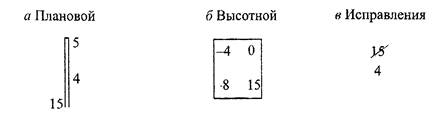 а Плановой
б Высотной
в Исправления
5
4
15
–4 0
·8 15
15
4